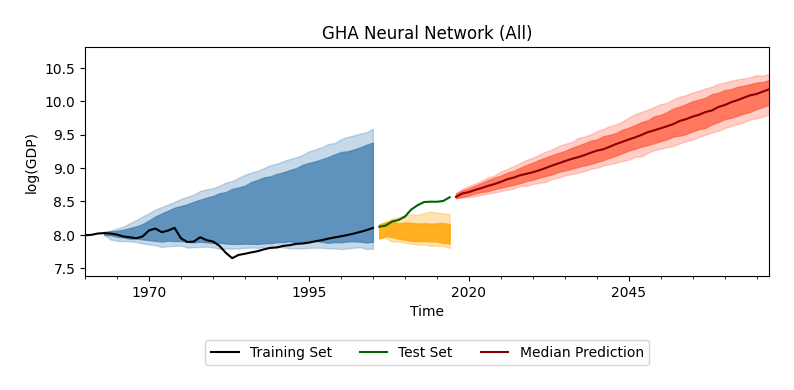 GHA Neural Network (All)
log(GDP)
10.5
10.0
9.5
9.0
8.5
8.0
7.5
1970 1995 2020 2045
Time
Training Set Test Set Median Prediction